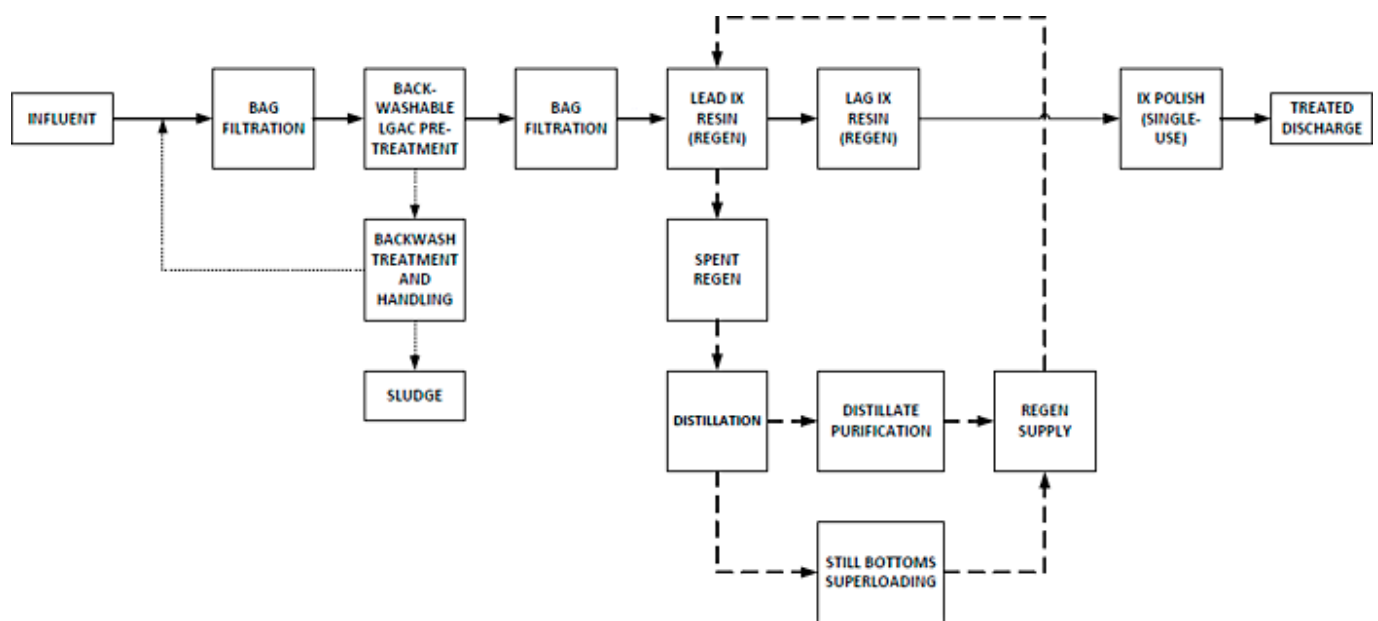 INFLUENT
BAG
FILTRATION
BACK-
WASHABLE
LGAC PRE-
TREATMENT
BAG
FILTRATION
LEAD IX
RESIN
(REGEN)
LAG IX
RESIN
(REGEN)
IX POLISH
(SINGLE-
USE)
TREATED
DISCHARGE
BACKWASH
TREATMENT
AND
HANDLING
SPENT
REGEN
SLUDGE
DISTILLATION
DISTILLATE
PURIFICATION
REGEN
SUPPLY
STILL BOTTOMS
SUPERLOADING